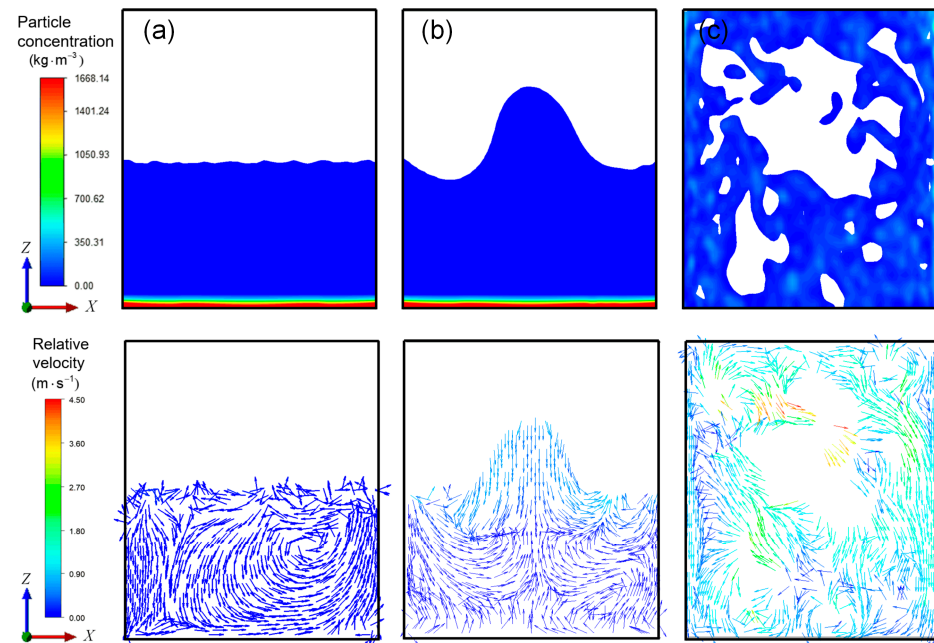 Particle
concentration
(kg·m⁻³)
(a)
(b)
(c)
1668.14
1401.24
1050.93
700.62
350.31
0.00
Z
X
Relative
velocity
(m·s⁻¹)
4.50
3.60
2.70
1.80
0.90
0.00
Z
X